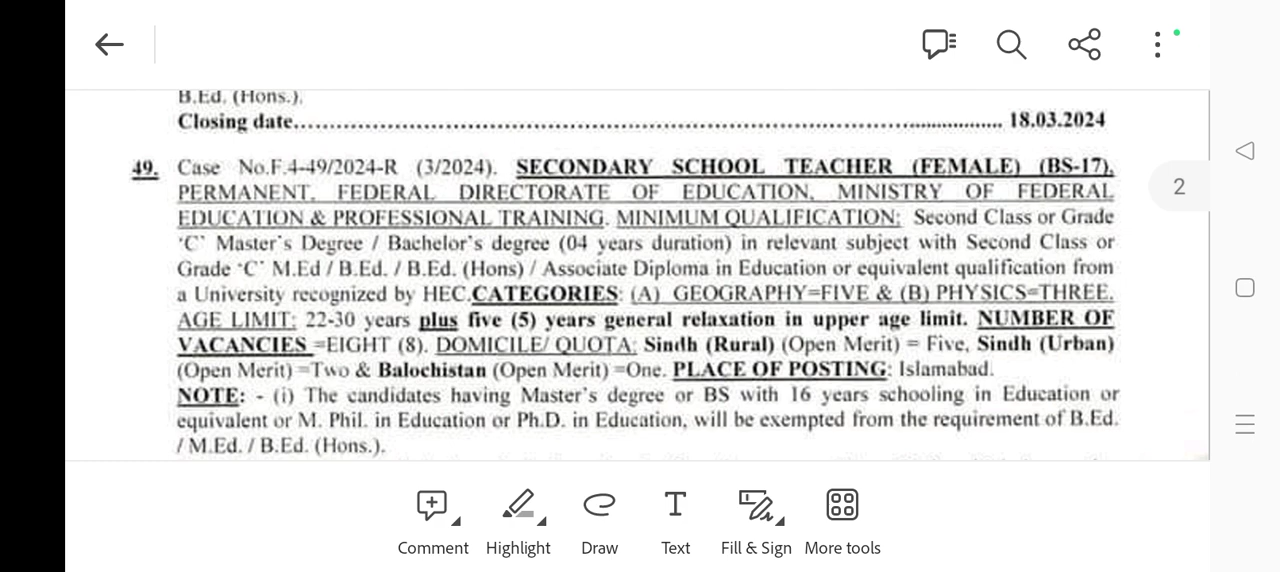 B.Ed. (Hons.).
Closing date.................................................................................................. 18.03.2024
49. Case No.F.4-49/2024-R (3/2024). SECONDARY SCHOOL TEACHER (FEMALE) (BS-17),
PERMANENT, FEDERAL DIRECTORATE OF EDUCATION, MINISTRY OF FEDERAL
2
EDUCATION & PROFESSIONAL TRAINING. MINIMUM QUALIFICATION: Second Class or Grade
'C' Master's Degree / Bachelor's degree (04 years duration) in relevant subject with Second Class or
Grade 'C' M.Ed / B.Ed. / B.Ed. (Hons) / Associate Diploma in Education or equivalent qualification from
a University recognized by HEC.CATEGORIES: (A) GEOGRAPHY=FIVE & (B) PHYSICS=THREE.
AGE LIMIT: 22-30 years plus five (5) years general relaxation in upper age limit. NUMBER OF
VACANCIES =EIGHT (8). DOMICILE/ QUOTA: Sindh (Rural) (Open Merit) = Five, Sindh (Urban)
(Open Merit) =Two & Balochistan (Open Merit) =One. PLACE OF POSTING: Islamabad.
NOTE: - (i) The candidates having Master's degree or BS with 16 years schooling in Education or
equivalent or M. Phil. in Education or Ph.D. in Education, will be exempted from the requirement of B.Ed.
/ M.Ed. / B.Ed. (Hons.).
Comment Highlight Draw Text Fill & Sign More tools